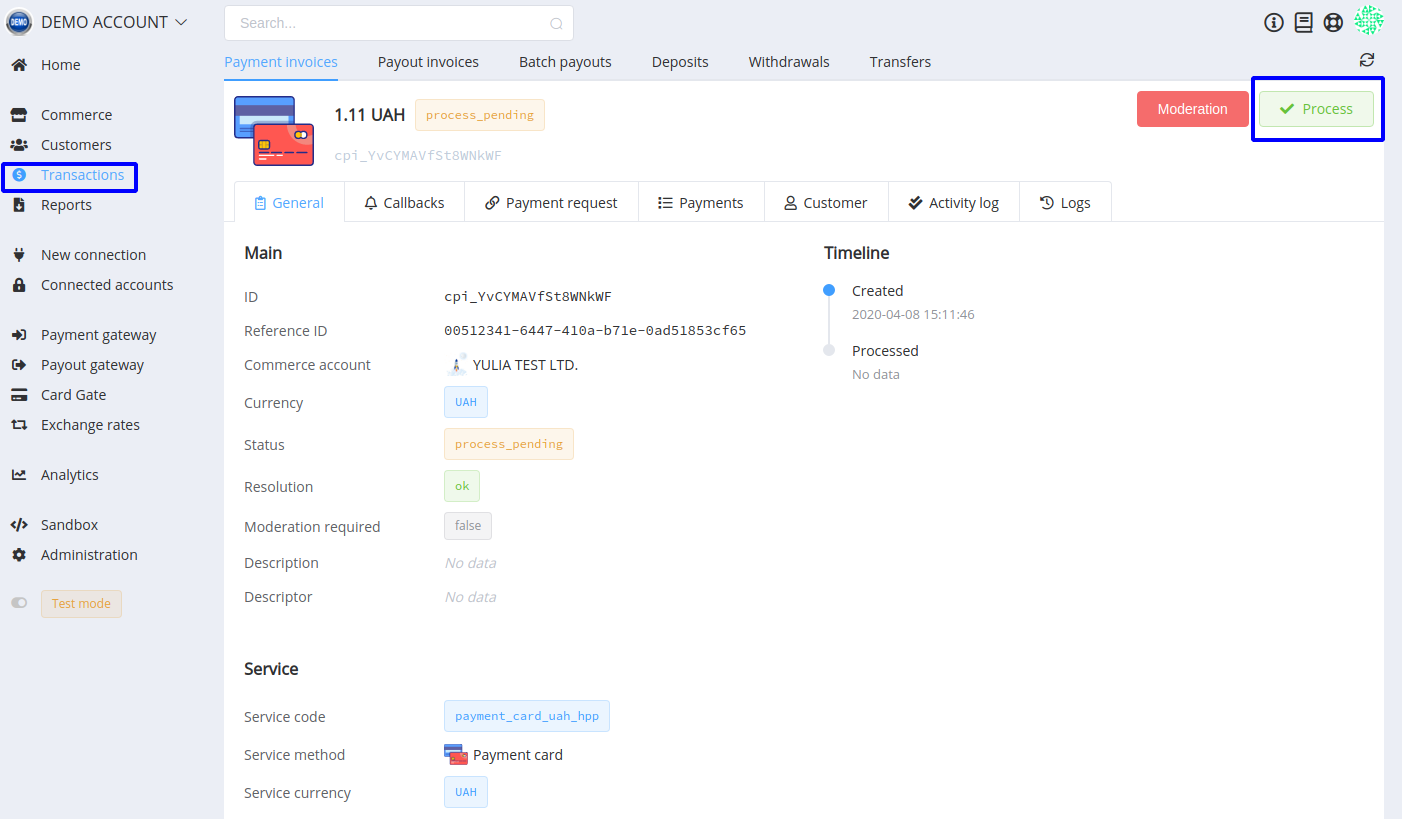 DEMO DEMO ACCOUNT
Search...
Home
Commerce
Customers
Transactions
Reports
New connection
Connected accounts
Payment gateway
Payout gateway
Card Gate
Exchange rates
Analytics
Sandbox
Administration
Test mode
Payment invoices Payout invoices Batch payouts Deposits Withdrawals Transfers
1.11 UAH process_pending
cpi_YvCYMAVfSt8WNkWF
Moderation Process
General Callbacks Payment request Payments Customer Activity log Logs
Main
ID cpi_YvCYMAVfSt8WNkWF
Reference ID 00512341-6447-410a-b71e-0ad51853cf65
Commerce account YULIA TEST LTD.
Currency UAH
Status process_pending
Resolution ok
Moderation required false
Description No data
Descriptor No data
Timeline
Created
2020-04-08 15:11:46
Processed
No data
Service
Service code payment_card_uah_hpp
Service method Payment card
Service currency UAH